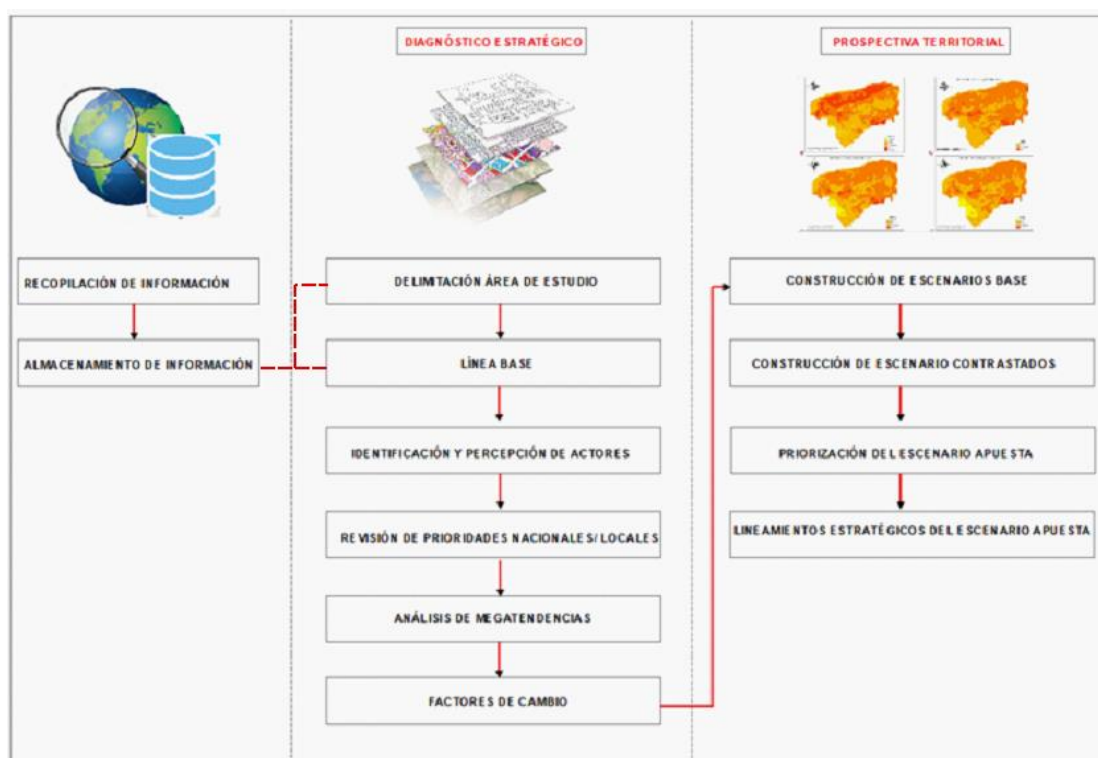 DIAGNÓSTICO ESTRATÉGICO
PROSPECTIVA TERRITORIAL
RECOPILACIÓN DE INFORMACIÓN
ALMACENAMIENTO DE INFORMACIÓN
DELIMITACIÓN ÁREA DE ESTUDIO
LÍNEA BASE
IDENTIFICACIÓN Y PERCEPCIÓN DE ACTORES
REVISIÓN DE PRIORIDADES NACIONALES/LOCALES
ANÁLISIS DE MEGATENDENCIAS
FACTORES DE CAMBIO
CONSTRUCCIÓN DE ESCENARIOS BASE
CONSTRUCCIÓN DE ESCENARIO CONTRASTADOS
PRIORIZACIÓN DEL ESCENARIO APUESTA
LINEAMIENTOS ESTRATÉGICOS DEL ESCENARIO APUESTA